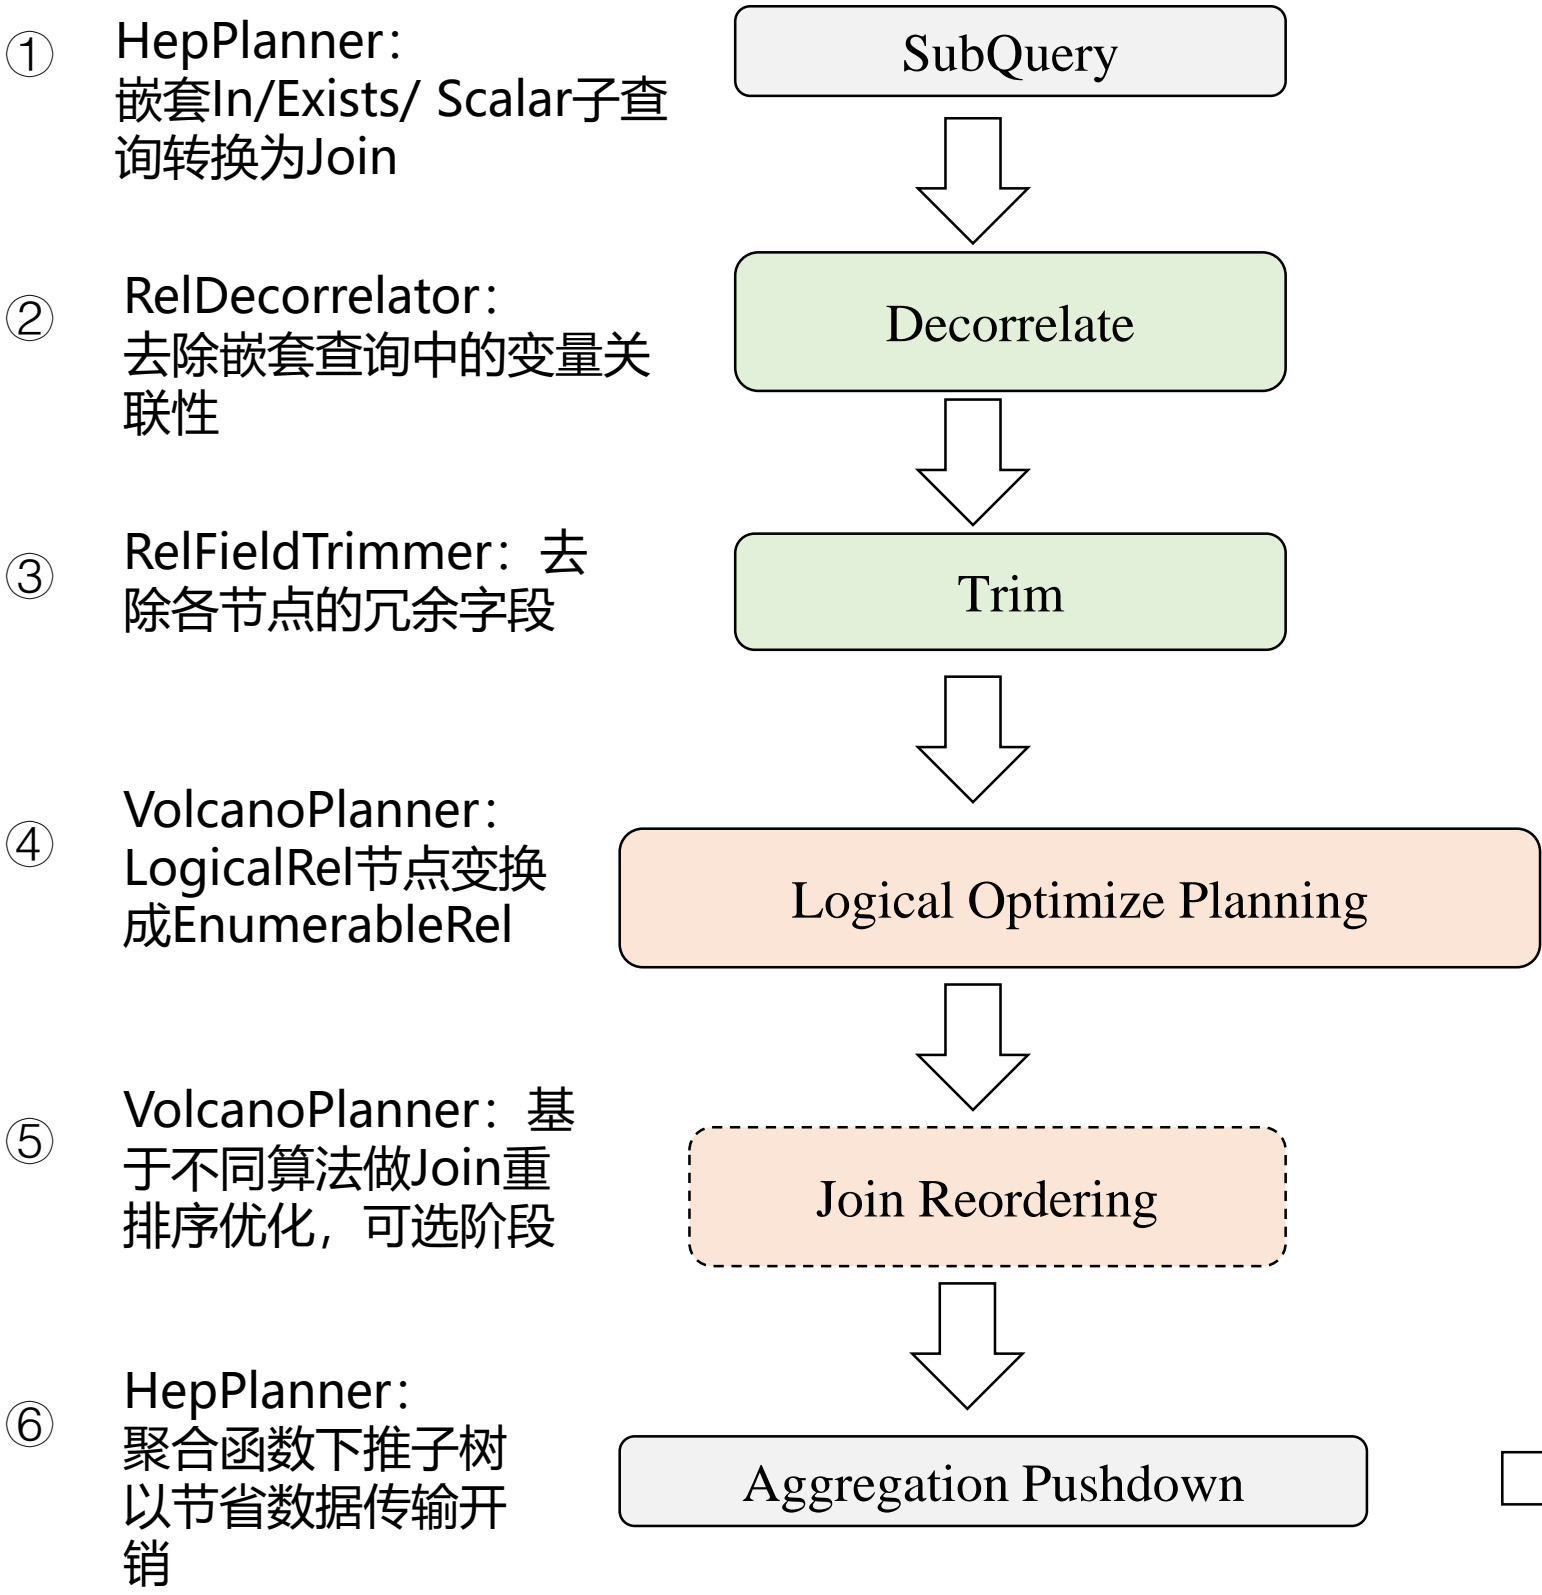 ①
HepPlanner：
嵌套In/Exists/ Scalar子查
询转换为Join
SubQuery
②
RelDecorrelator：
去除嵌套查询中的变量关
联性
Decorrelate
③
RelFieldTrimmer：去
除各节点的冗余字段
Trim
④
VolcanoPlanner：
LogicalRel节点变换
成EnumerableRel
Logical Optimize Planning
⑤
VolcanoPlanner：基
于不同算法做Join重
排序优化，可选阶段
Join Reordering
⑥
HepPlanner：
聚合函数下推子树
以节省数据传输开
销
Aggregation Pushdown